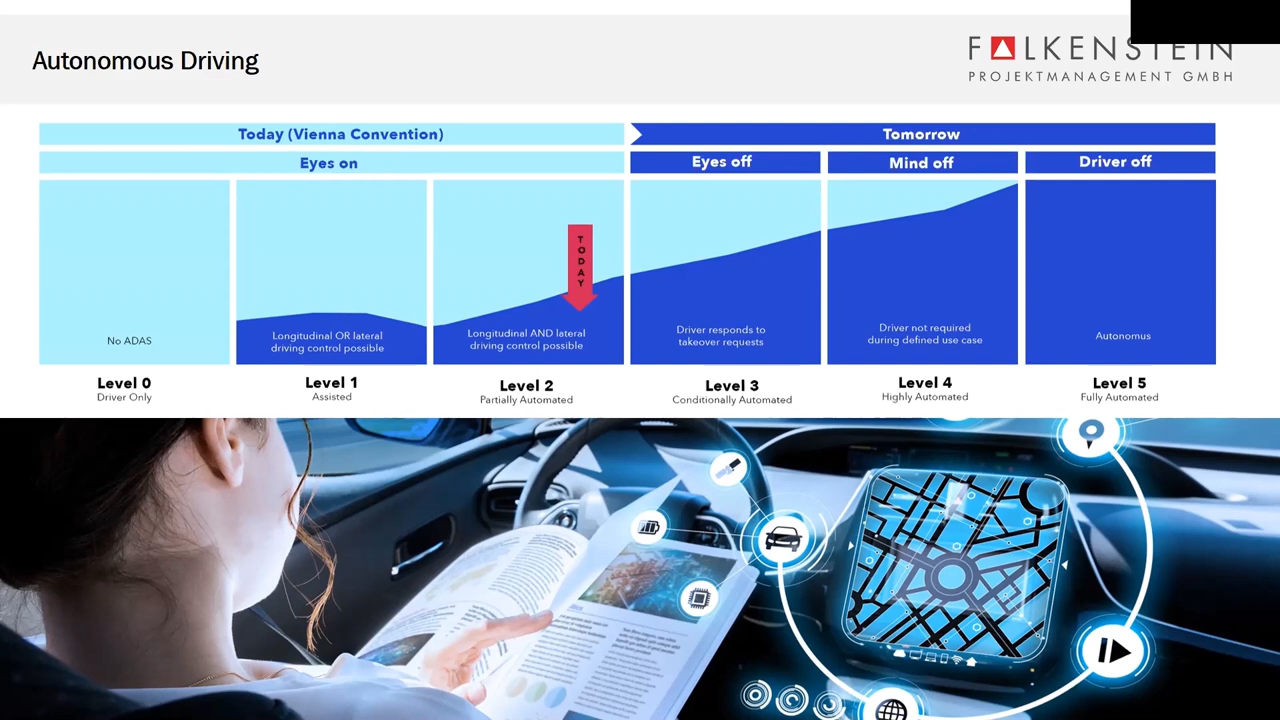 Autonomous Driving
FALKENSTEIN
PROJEKTMANAGEMENT GMBH
Today (Vienna Convention)
Tomorrow
Eyes on
Eyes off
Mind off
Driver off
TODAY
No ADAS
Longitudinal OR lateral
driving control possible
Longitudinal AND lateral
driving control possible
Driver responds to
takeover requests
Driver not required
during defined use case
Autonomus
Level 0
Driver Only
Level 1
Assisted
Level 2
Partially Automated
Level 3
Conditionally Automated
Level 4
Highly Automated
Level 5
Fully Automated